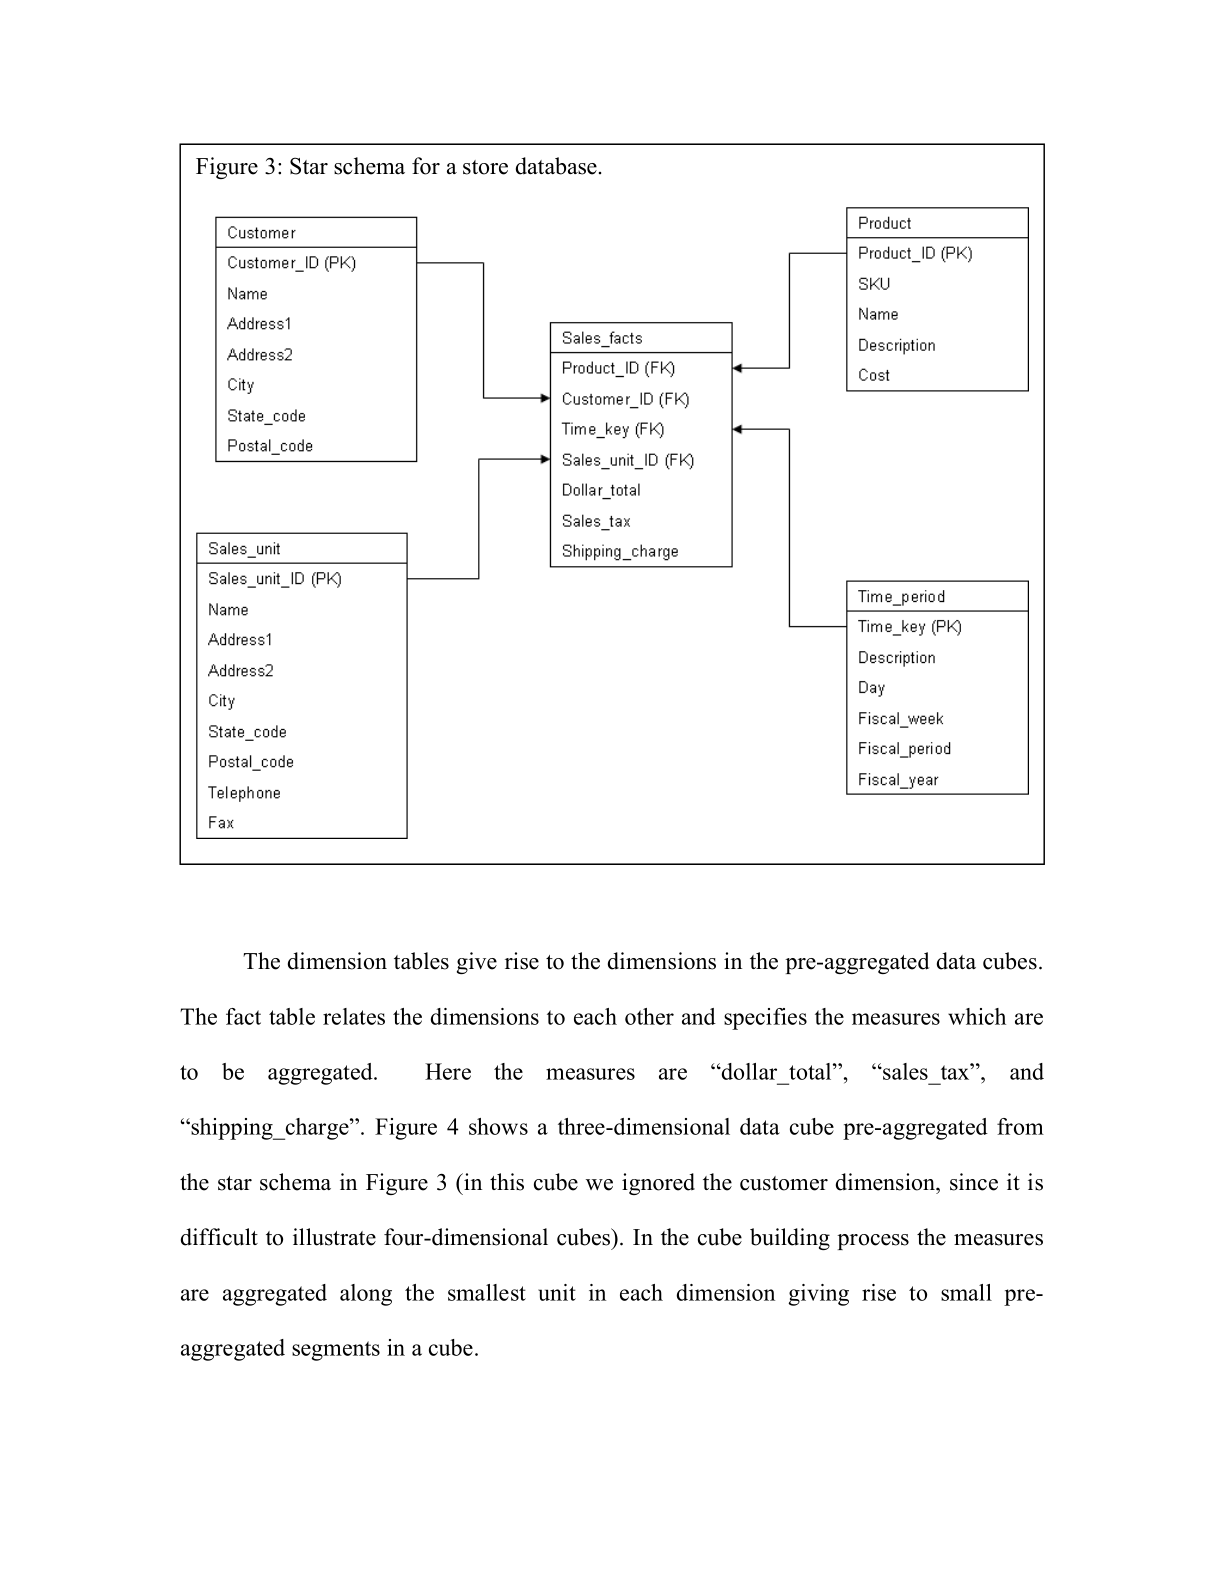 Figure 3: Star schema for a store database.
Customer
Customer_ID (PK)
Name
Address1
Address2
City
State_code
Postal_code
Sales_unit
Sales_unit_ID (PK)
Name
Address1
Address2
City
State_code
Postal_code
Telephone
Fax
Sales_facts
Product_ID (FK)
Customer_ID (FK)
Time_key (FK)
Sales_unit_ID (FK)
Dollar_total
Sales_tax
Shipping_charge
Product
Product_ID (PK)
SKU
Name
Description
Cost
Time_period
Time_key (PK)
Description
Day
Fiscal_week
Fiscal_period
Fiscal_year
The dimension tables give rise to the dimensions in the pre-aggregated data cubes.
The fact table relates the dimensions to each other and specifies the measures which are
to be aggregated. Here the measures are “dollar_total”, “sales_tax”, and
“shipping_charge”. Figure 4 shows a three-dimensional data cube pre-aggregated from
the star schema in Figure 3 (in this cube we ignored the customer dimension, since it is
difficult to illustrate four-dimensional cubes). In the cube building process the measures
are aggregated along the smallest unit in each dimension giving rise to small pre-
aggregated segments in a cube.